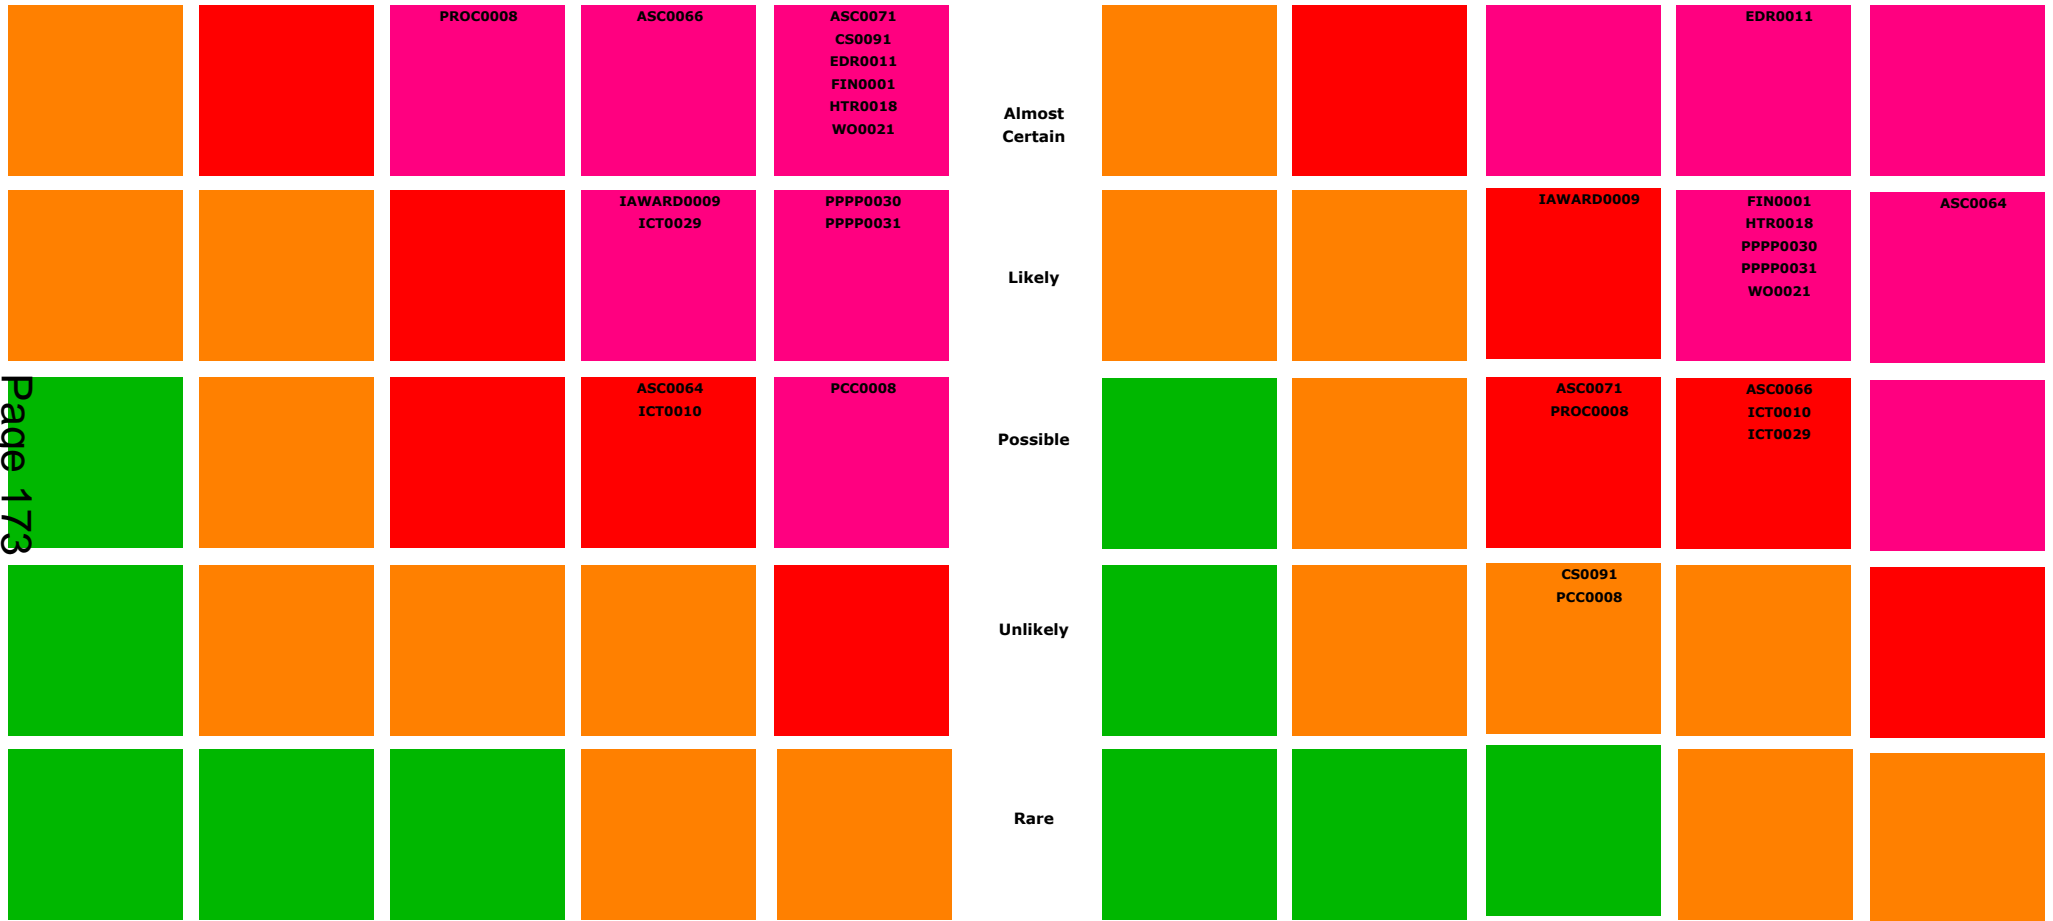 PROC0008
ASC0066
ASC0071
CS0091
EDR0011
FIN0001
HTR0018
WO0021
Almost
Certain
EDR0011
IAWARD0009
ICT0029
PPPP0030
PPPP0031
Likely
IAWARD0009
FIN0001
HTR0018
PPPP0030
PPPP0031
WO0021
ASC0064
Page 173
ASC0064
ICT0010
PCC0008
Possible
ASC0071
PROC0008
ASC0066
ICT0010
ICT0029
Unlikely
CS0091
PCC0008
Rare